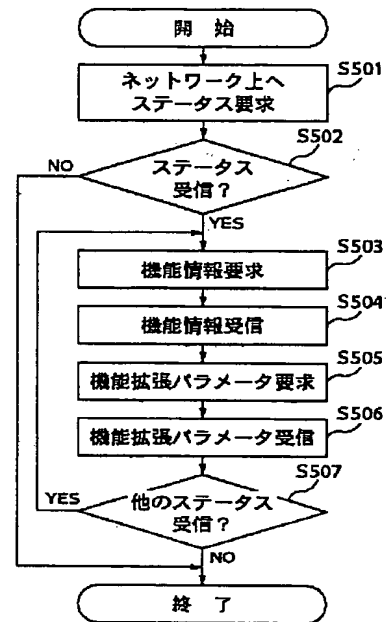 開 始
S501
ネットワーク上へ
ステータス要求
S502
NO
ステータス
受信？
YES
S503
機能情報要求
S504
機能情報受信
S505
機能拡張パラメータ要求
S506
機能拡張パラメータ受信
S507
YES
他のステータス
受信？
NO
終 了